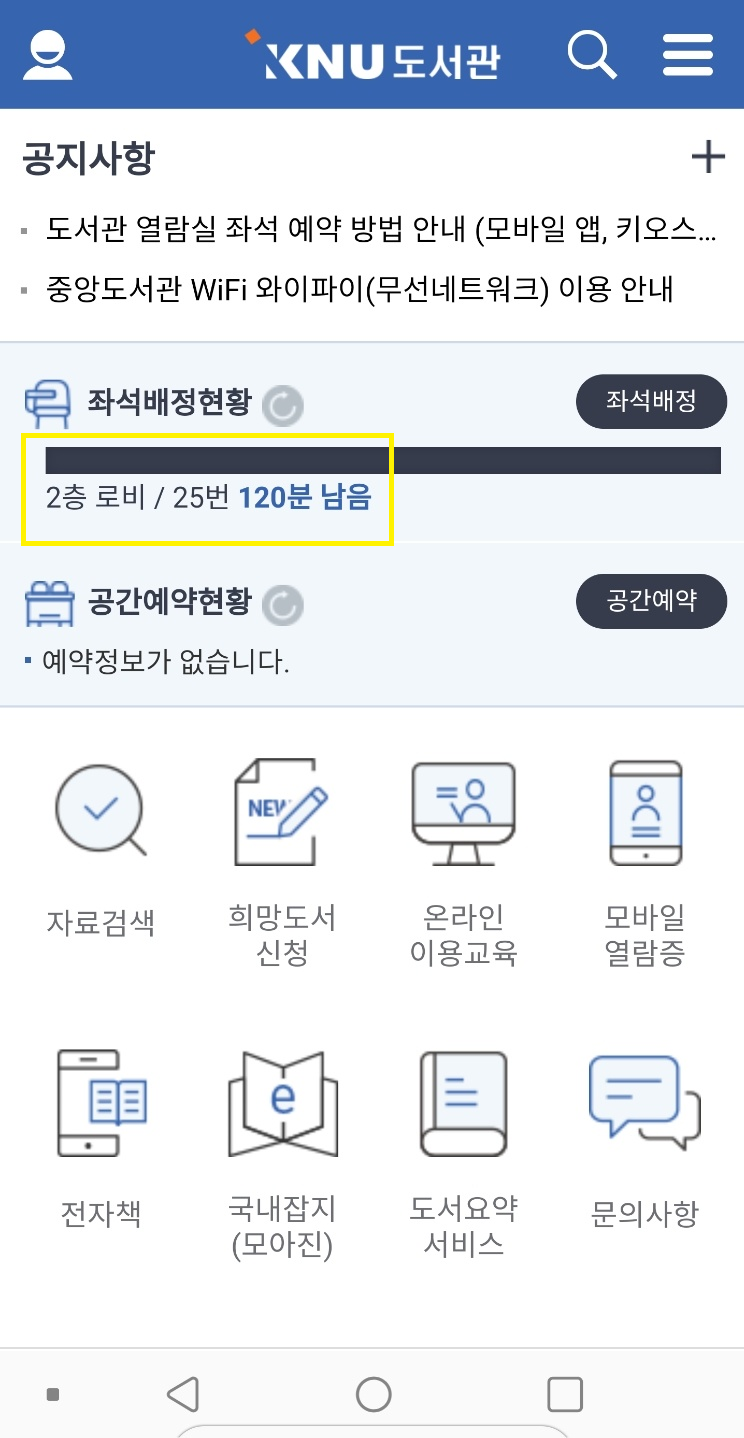 KNU 도서관
공지사항
도서관 열람실 좌석 예약 방법 안내 (모바일 앱, 키오스...
중앙도서관 WiFi 와이파이(무선네트워크) 이용 안내
좌석배정현황
좌석배정
2층 로비 / 25번 120분 남음
공간예약현황
공간예약
예약정보가 없습니다.
NEW
자료검색
희망도서
신청
온라인
이용교육
모바일
열람증
e
전자책
국내잡지
(모아진)
도서요약
서비스
문의사항